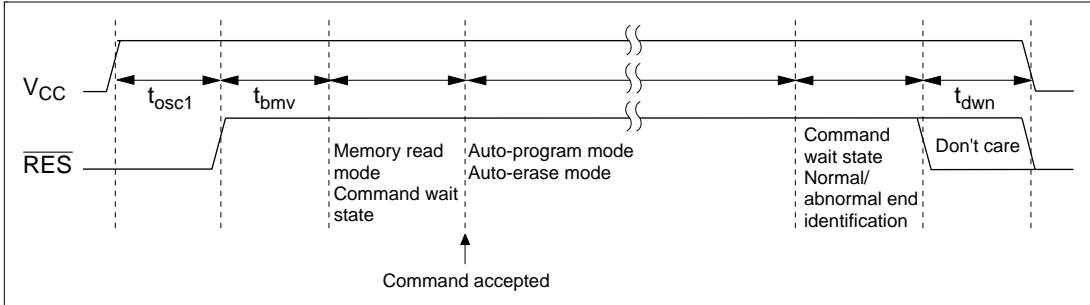 VCC
tosc1
tbmv
tdwn
RES
Memory read
mode
Command wait
state
Auto-program mode
Auto-erase mode
Command
wait state
Normal/
abnormal end
identification
Don't care
Command accepted